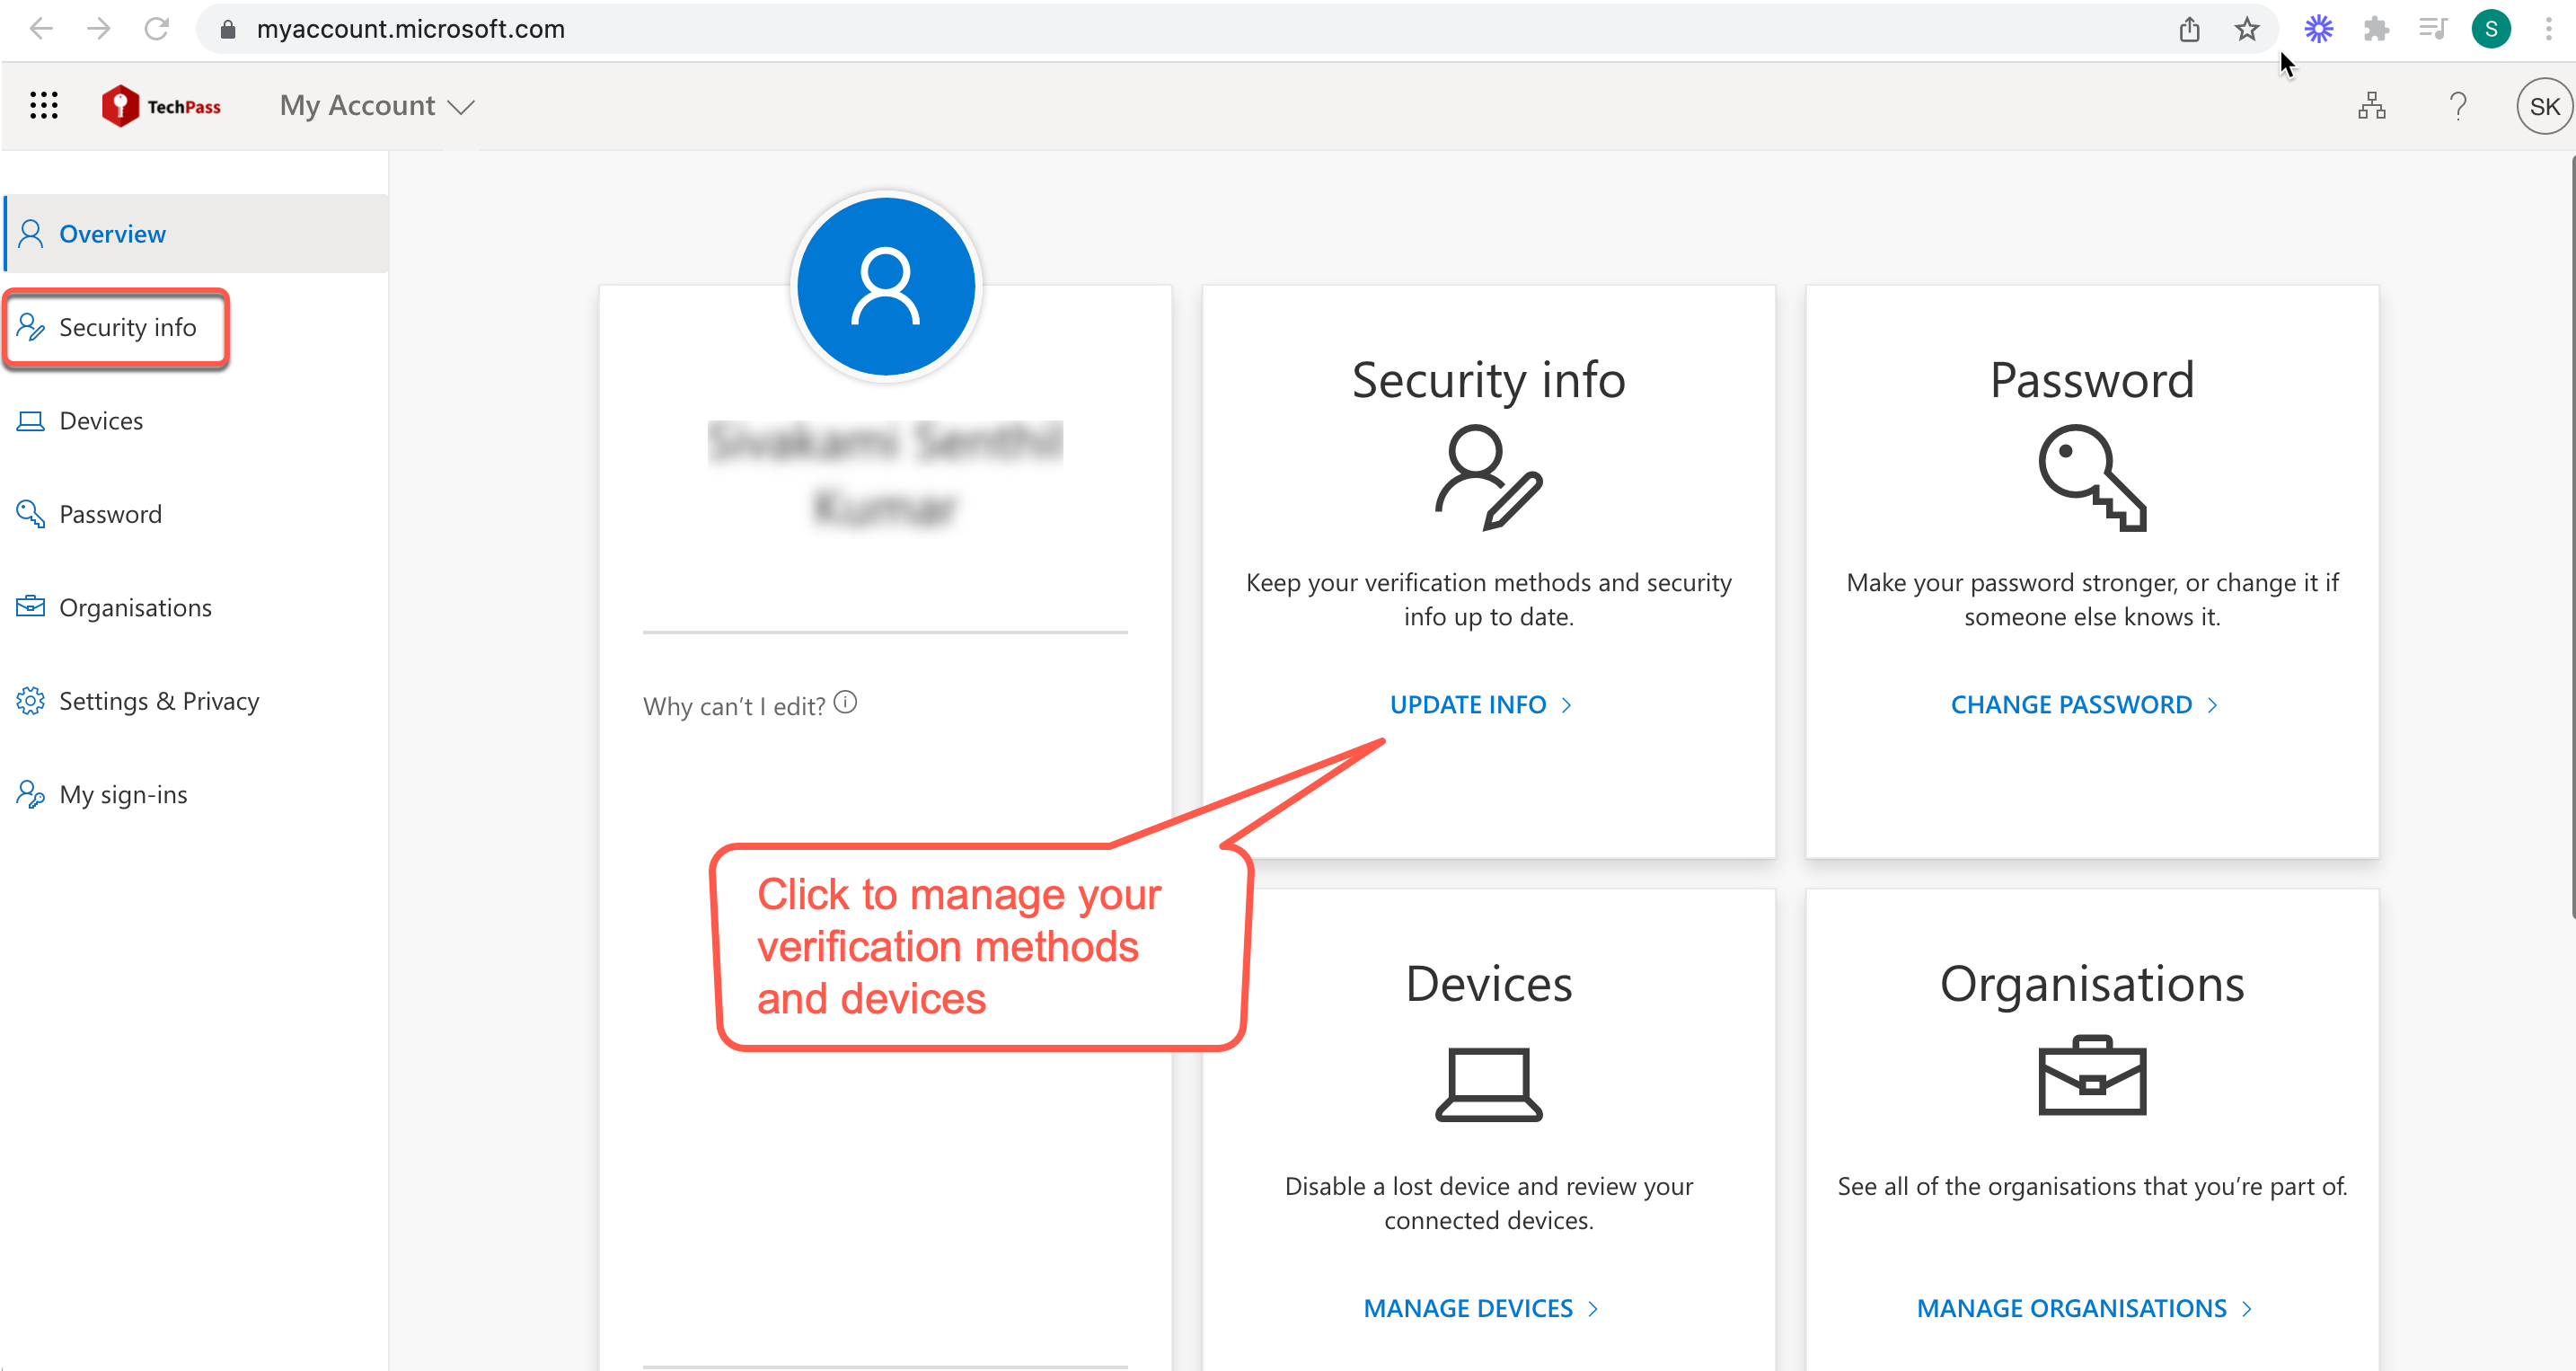 myaccount.microsoft.com
S
TechPass
My Account
?
SK
Overview
Security info
Devices
Password
Organisations
Settings & Privacy
My sign-ins
Why can't I edit?
Security info
Keep your verification methods and security
info up to date.
UPDATE INFO
Password
Make your password stronger, or change it if
someone else knows it.
CHANGE PASSWORD
Click to manage your
verification methods
and devices
Devices
Disable a lost device and review your
connected devices.
MANAGE DEVICES
Organisations
See all of the organisations that you're part of.
MANAGE ORGANISATIONS